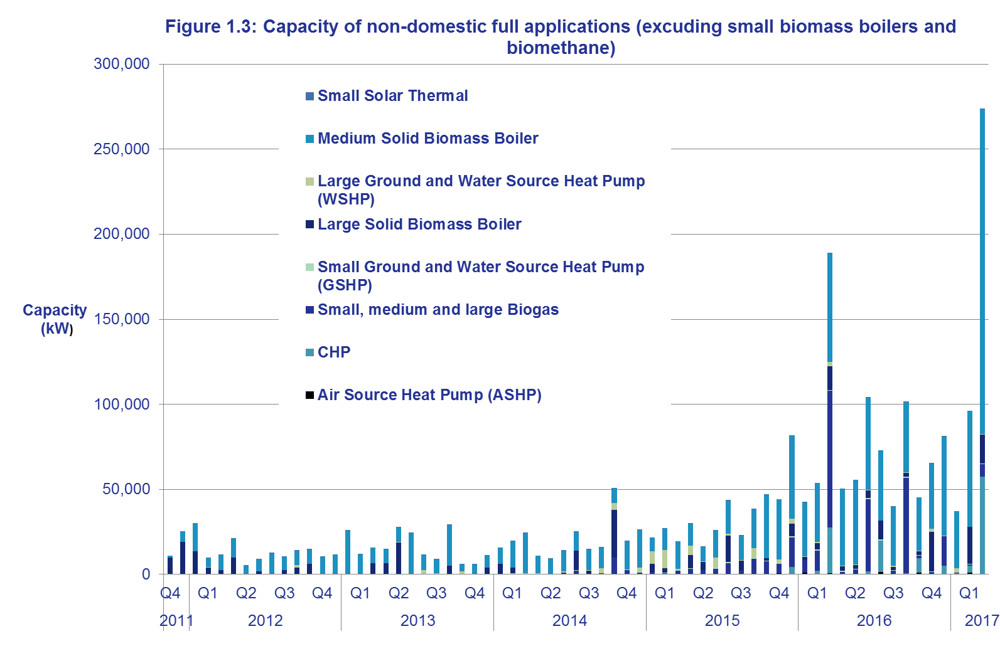 Figure 1.3: Capacity of non-domestic full applications (excuding small biomass boilers and
biomethane)
300,000
250,000
200,000
150,000
100,000
50,000
0
Capacity
(kW)
Small Solar Thermal
Medium Solid Biomass Boiler
Large Ground and Water Source Heat Pump
(WSHP)
Large Solid Biomass Boiler
Small Ground and Water Source Heat Pump
(GSHP)
Small, medium and large Biogas
CHP
Air Source Heat Pump (ASHP)
Q4 Q1 Q2 Q3 Q4 Q1 Q2 Q3 Q4 Q1 Q2 Q3 Q4 Q1 Q2 Q3 Q4 Q1 Q2 Q3 Q4 Q1
2011 2012 2013 2014 2015 2016 2017